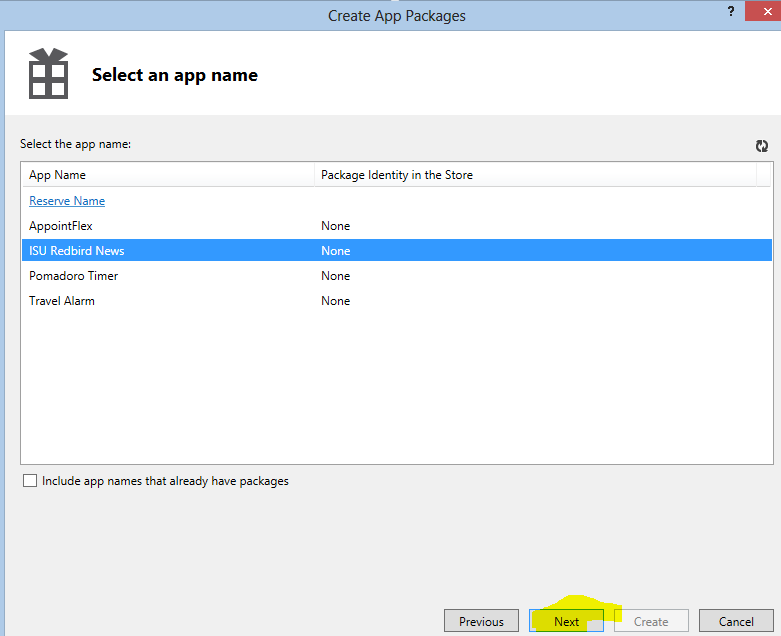 Create App Packages
?
Select an app name
Select the app name:
App Name Package Identity in the Store
Reserve Name
AppointFlex None
ISU Redbird News None
Pomadoro Timer None
Travel Alarm None
Include app names that already have packages
Previous Next Create Cancel